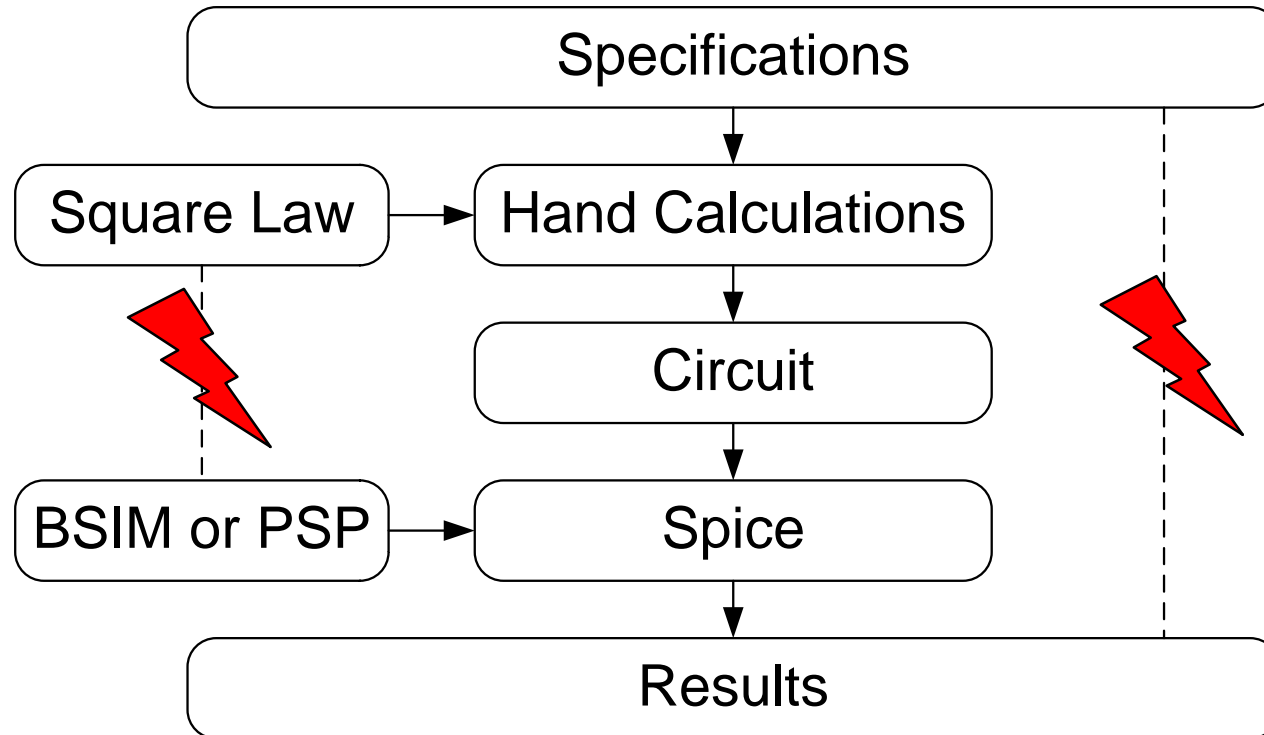 Specifications
Square Law
Hand Calculations
Circuit
BSIM or PSP
Spice
Results